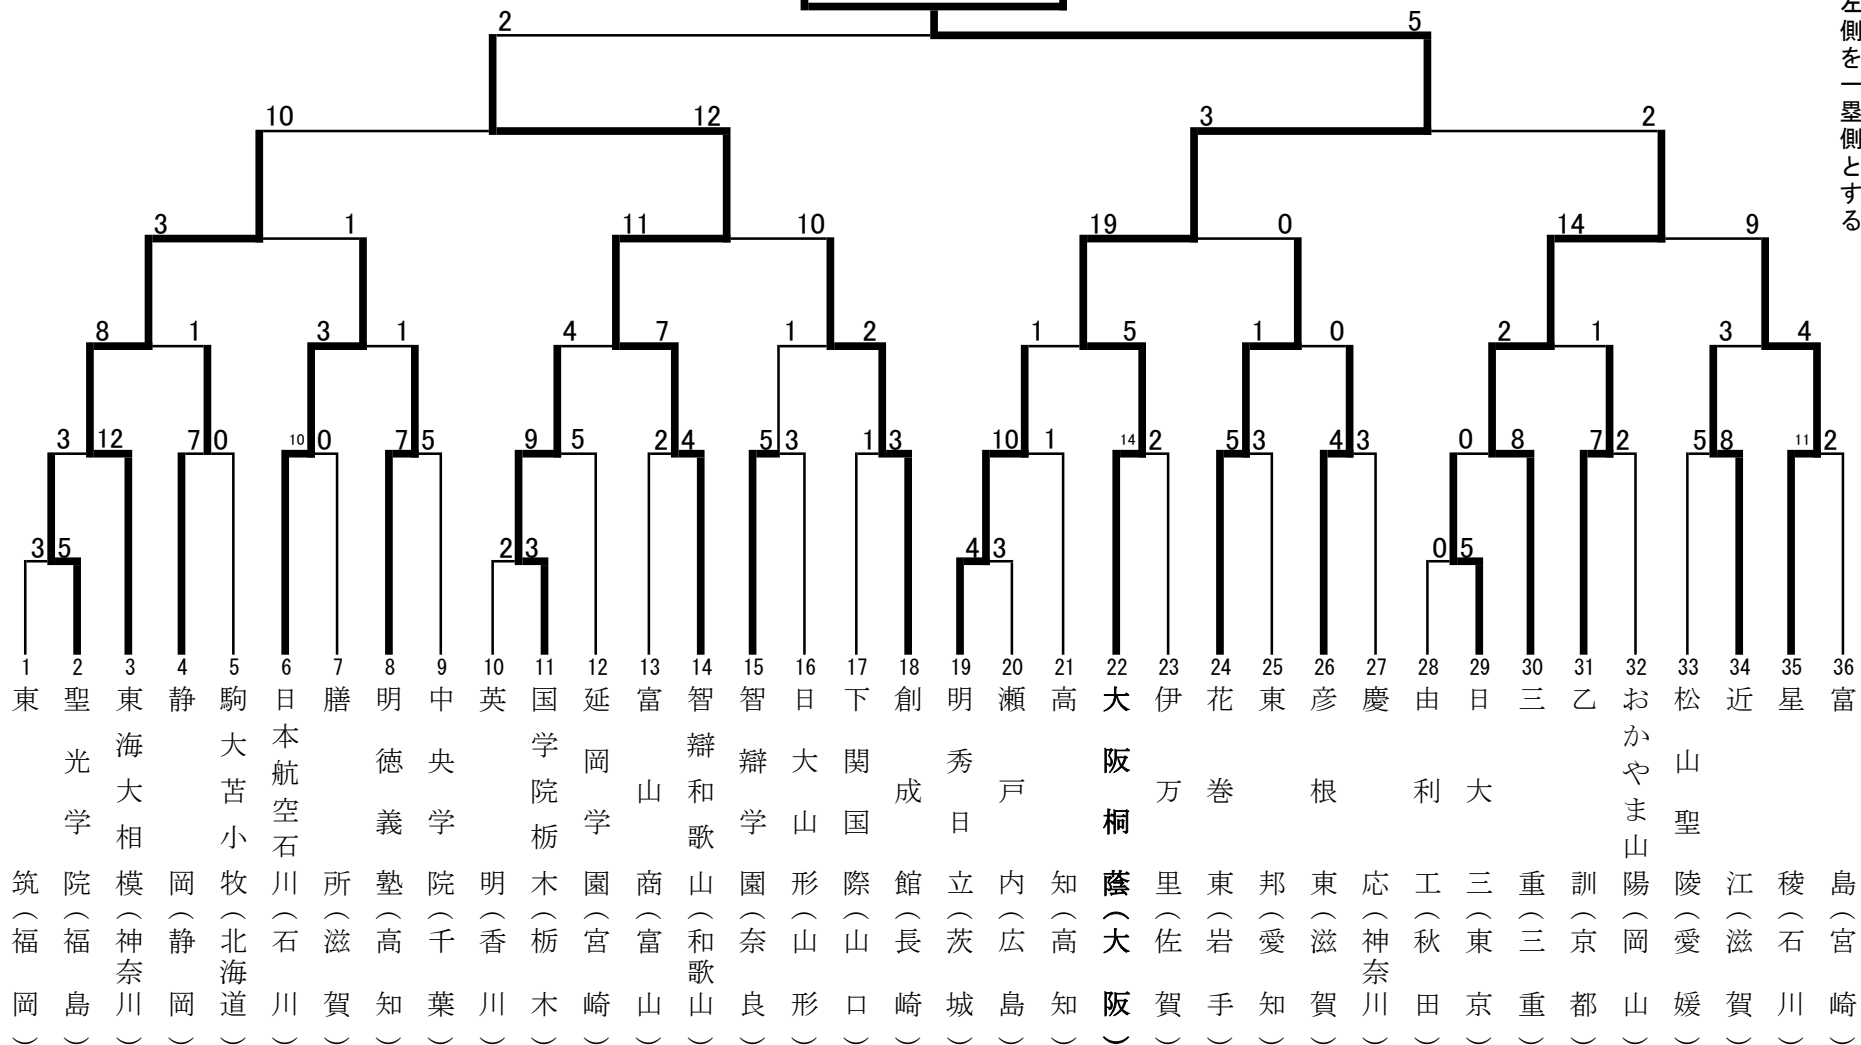 左側を一塁側とする
2 5
10 12 3 2
3 1 11 10 19 0 14 9
8 1 3 1 4 7 1 2 1 5 1 0 2 1 3 4
3 12 7 0 10 0 7 5 9 5 2 4 5 3 1 3 10 1 14 2 5 3 4 3 0 8 7 2 5 8 11 2
3 5 2 3 4 3 0 5
1 2 3 4 5 6 7 8 9 10 11 12 13 14 15 16 17 18 19 20 21 22 23 24 25 26 27 28 29 30 31 32 33 34 35 36
東筑(福岡)
聖光学院(福島)
東海大相模(神奈川)
静岡(静岡)
駒大苫小牧(北海道)
日本航空石川(石川)
膳所(滋賀)
明徳義塾(高知)
中央学院(千葉)
英明(香川)
国学院栃木(栃木)
延岡学園(宮崎)
富山商(富山)
智辯和歌山(和歌山)
智辯学園(奈良)
日大山形(山形)
下関国際(山口)
創成館(長崎)
明秀日立(茨城)
瀬戸内(広島)
高知(高知)
大阪桐蔭(大阪)
伊万里(佐賀)
花巻東(岩手)
東邦(愛知)
彦根東(滋賀)
慶応(神奈川)
由利工(秋田)
日大三(東京)
三重(三重)
乙訓(京都)
おかやま山陽(岡山)
松山聖陵(愛媛)
近江(滋賀)
星稜(石川)
富島(宮崎)